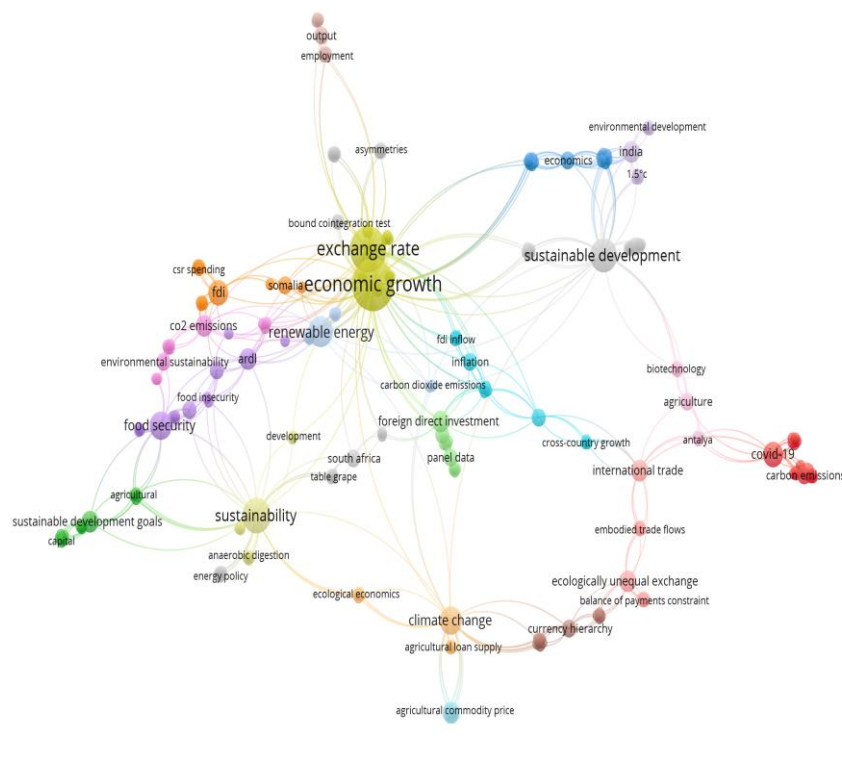 output
employment
environmental development
asymmetries
economics
india
1.5°c
bound cointegration test
exchange rate
sustainable development
csr spending
somalia
economic growth
fdi
co2 emissions
renewable energy
fdi inflow
environmental sustainability
ardl
inflation
biotechnology
carbon dioxide emissions
food insecurity
agriculture
food security
foreign direct investment
development
antalya
cross-country growth
covid-19
south africa
panel data
international trade
table grape
carbon emissions
agricultural
sustainability
sustainable development goals
embodied trade flows
capital
anaerobic digestion
energy policy
ecologically unequal exchange
ecological economics
balance of payments constraint
climate change
currency hierarchy
agricultural loan supply
agricultural commodity price